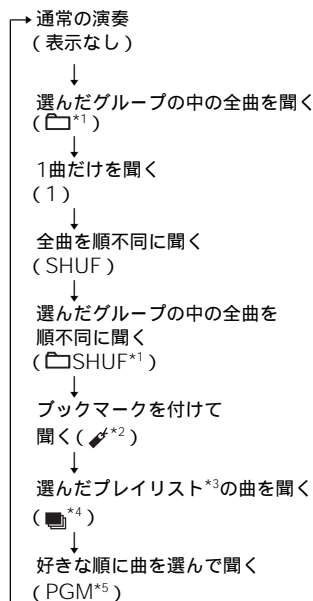 通常の演奏
(表示なし)
選んだグループの中の全曲を聞く
(*1)
1曲だけを聞く
(1)
全曲を順不同に聞く
(SHUF)
選んだグループの中の全曲を
順不同に聞く
(SHUF*1)
ブックマークを付けて
聞く(*2)
選んだプレイリスト*3の曲を聞く
(*4)
好きな順に曲を選んで聞く
(PGM*5)